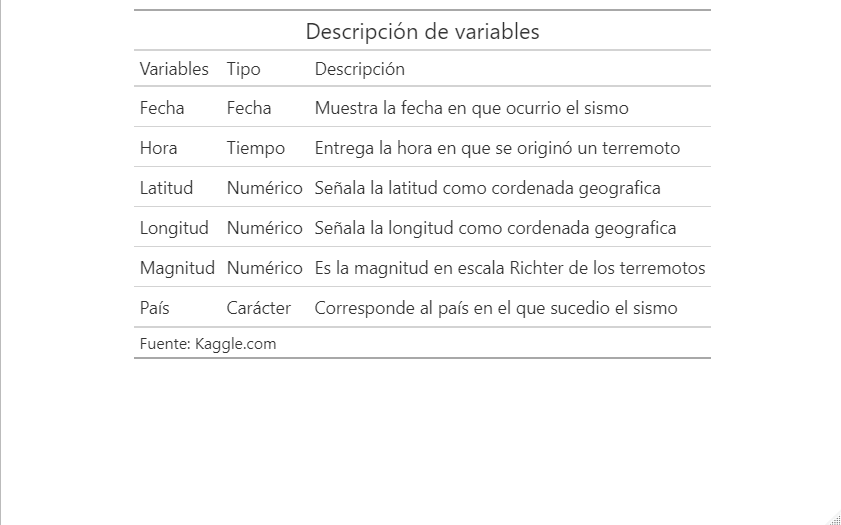 Descripción de variables
Variables Tipo Descripción
Fecha Fecha Muestra la fecha en que ocurrio el sismo
Hora Tiempo Entrega la hora en que se originó un terremoto
Latitud Numérico Señala la latitud como cordenada geografica
Longitud Numérico Señala la longitud como cordenada geografica
Magnitud Numérico Es la magnitud en escala Richter de los terremotos
País Carácter Corresponde al país en el que sucedio el sismo
Fuente: Kaggle.com